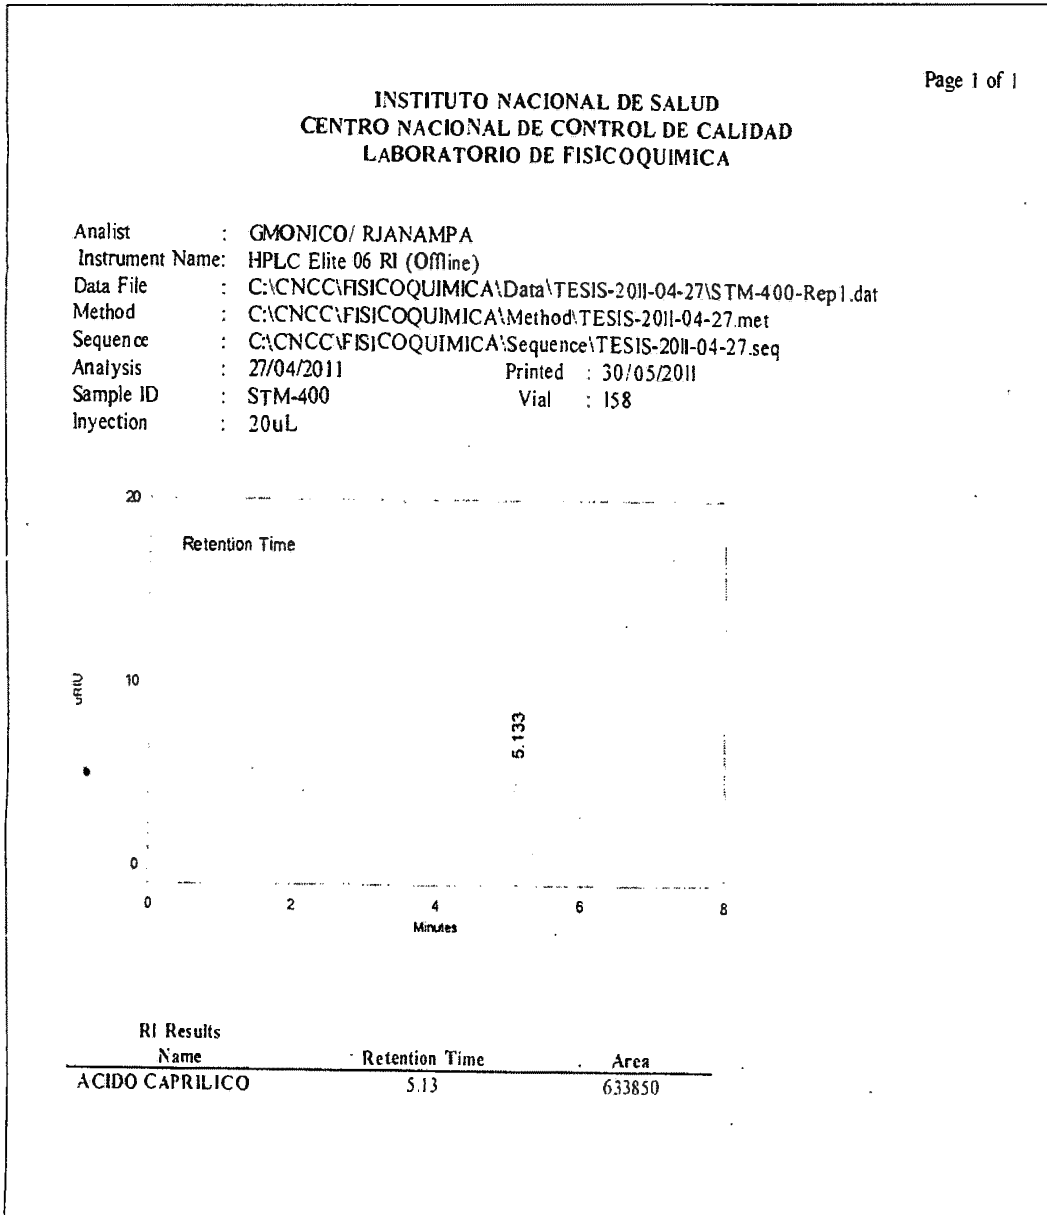 Page 1 of 1
INSTITUTO NACIONAL DE SALUD
CENTRO NACIONAL DE CONTROL DE CALIDAD
LABORATORIO DE FISICOQUIMICA
Analist : GMONICO/ RJANAMPA
Instrument Name: HPLC Elite 06 RI (Offline)
Data File : C:\CNCC\FISICOQUIMICA\Data\TESIS-2011-04-27\STM-400-Rep1.dat
Method : C:\CNCC\FISICOQUIMICA\Method\TESIS-2011-04-27.met
Sequence : C:\CNCC\FISICOQUIMICA\Sequence\TESIS-2011-04-27.seq
Analysis : 27/04/2011 Printed : 30/05/2011
Sample ID : STM-400 Vial : 158
Inyection : 20uL
20
Retention Time
uRIU
10
5.133
0
0 2 4 6 8
Minutes
RI Results
Name Retention Time Area
ACIDO CAPRILICO 5.13 633850